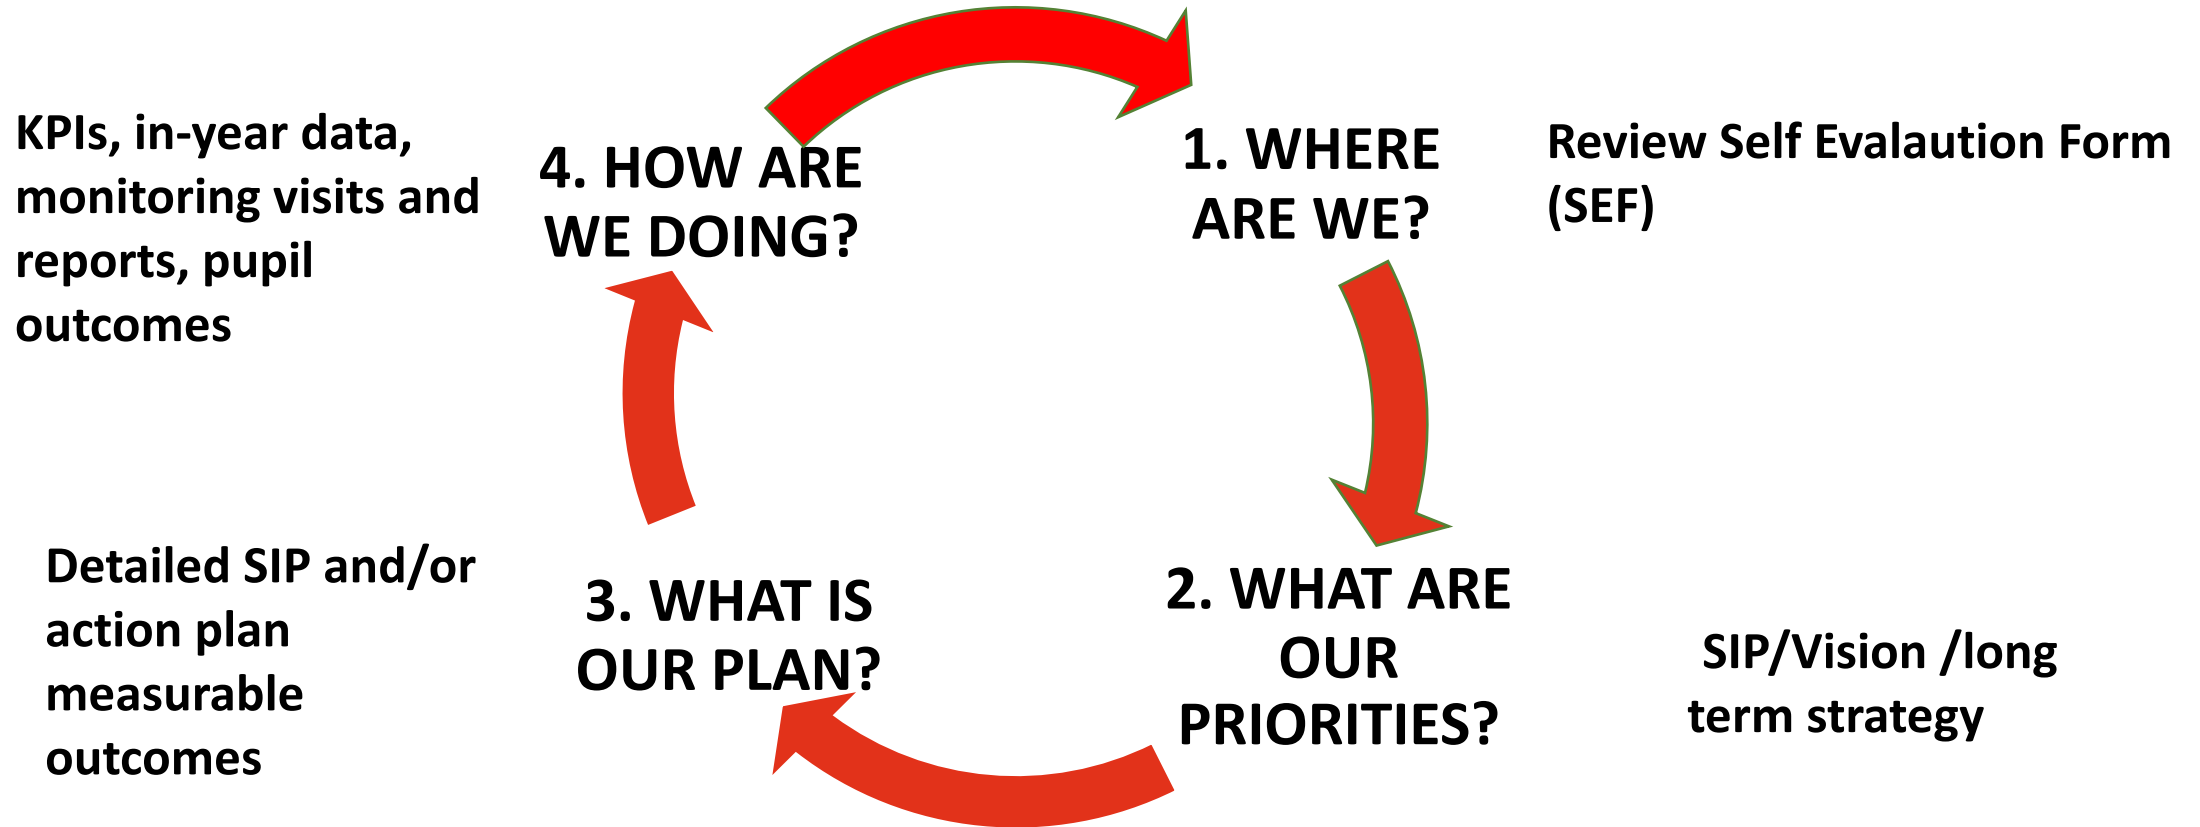 1. WHERE
ARE WE?
Review Self Evalaution Form
(SEF)
2. WHAT ARE
OUR
PRIORITIES?
SIP/Vision /long
term strategy
3. WHAT IS
OUR PLAN?
Detailed SIP and/or
action plan
measurable
outcomes
4. HOW ARE
WE DOING?
KPIs, in-year data,
monitoring visits and
reports, pupil
outcomes